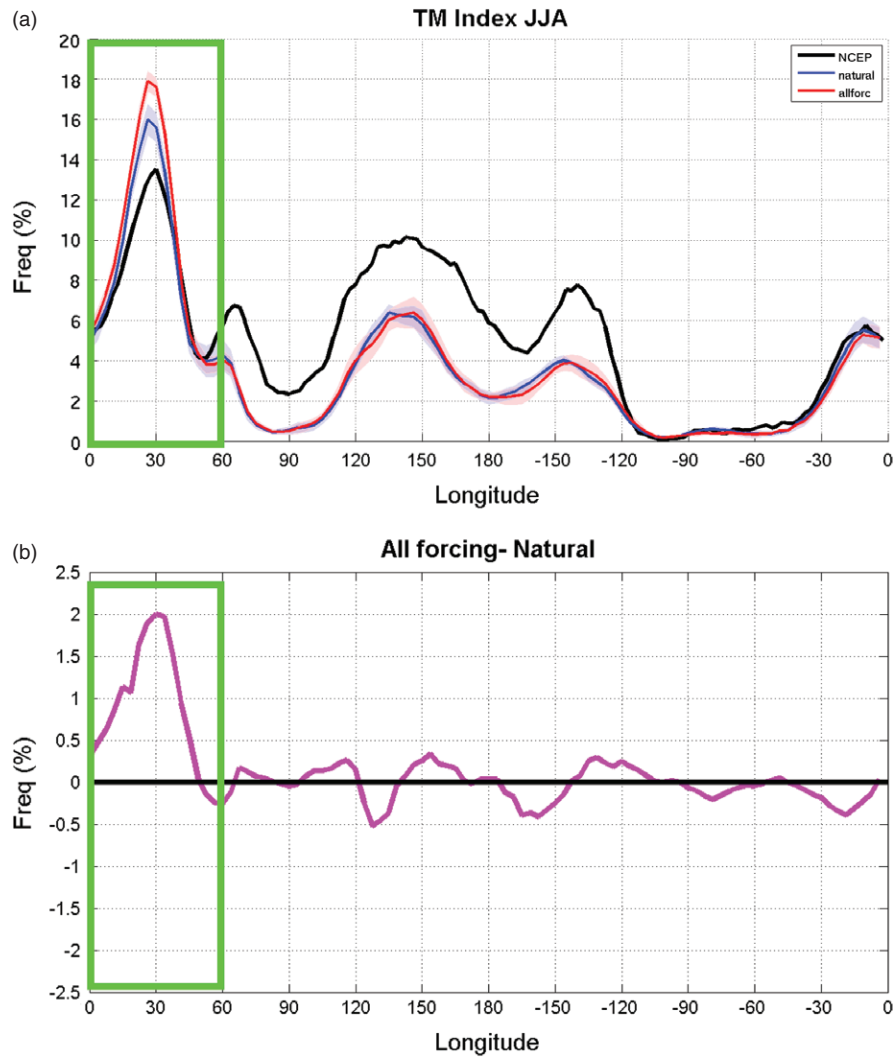 (a)
TM Index JJA
20
18
16
14
12
10
8
6
4
2
0
Freq (%)
NCEP
natural
allforc
0 30 60 90 120 150 180 -150 -120 -90 -60 -30 0
Longitude
(b)
All forcing- Natural
2.5
2
1.5
1
0.5
0
-0.5
-1
-1.5
-2
-2.5
Freq (%)
0 30 60 90 120 150 180 -150 -120 -90 -60 -30 0
Longitude